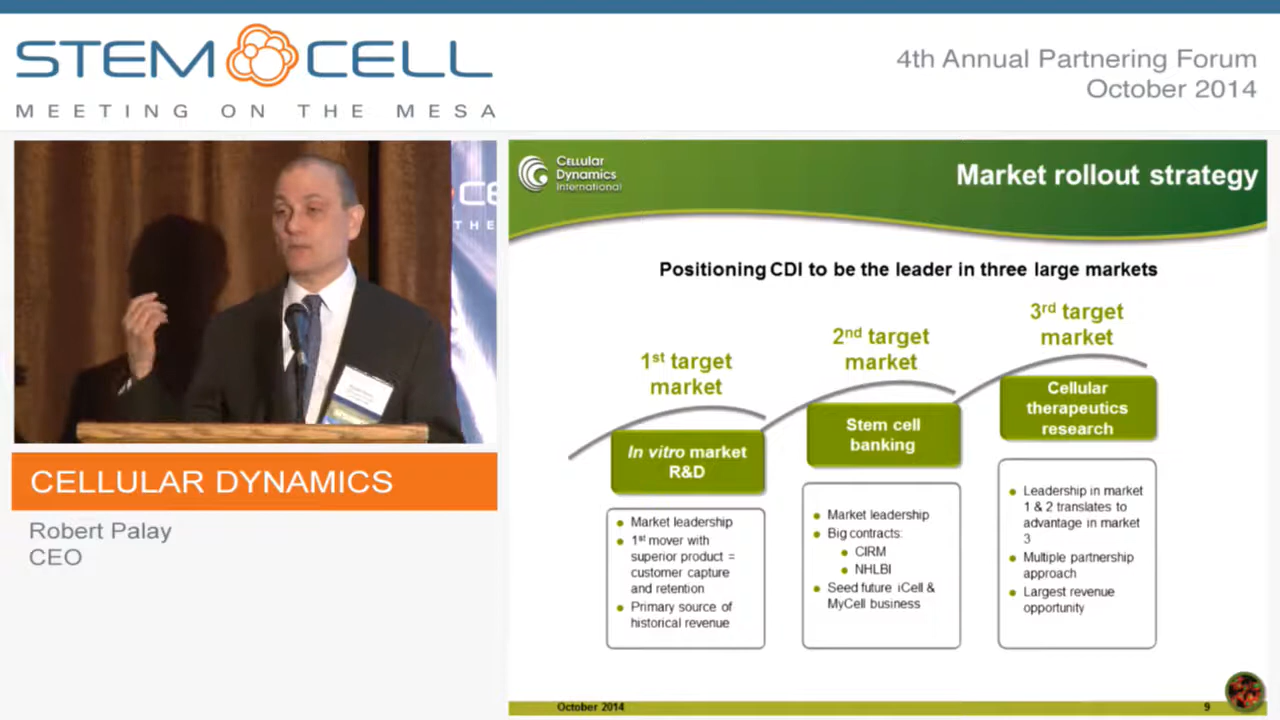 STEM CELL
MEETING ON THE MESA
4th Annual Partnering Forum
October 2014
Cellular
Dynamics
International
Market rollout strategy
Positioning CDI to be the leader in three large markets
1st target
market
In vitro market
R&D
Market leadership
1st mover with
superior product =
customer capture
and retention
Primary source of
historical revenue
2nd target
market
Stem cell
banking
Market leadership
Big contracts:
CIRM
NHLBI
Seed future iCell &
MyCell business
3rd target
market
Cellular
therapeutics
research
Leadership in market
1 & 2 translates to
advantage in market
3
Multiple partnership
approach
Largest revenue
opportunity
October 2014
9
CELLULAR DYNAMICS
Robert Palay
CEO